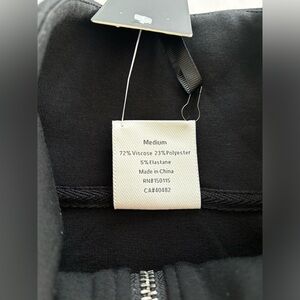 Medium
72% Viscose 23% Polyester
5% Elastane
Made in China
RN#150115
CA#40482